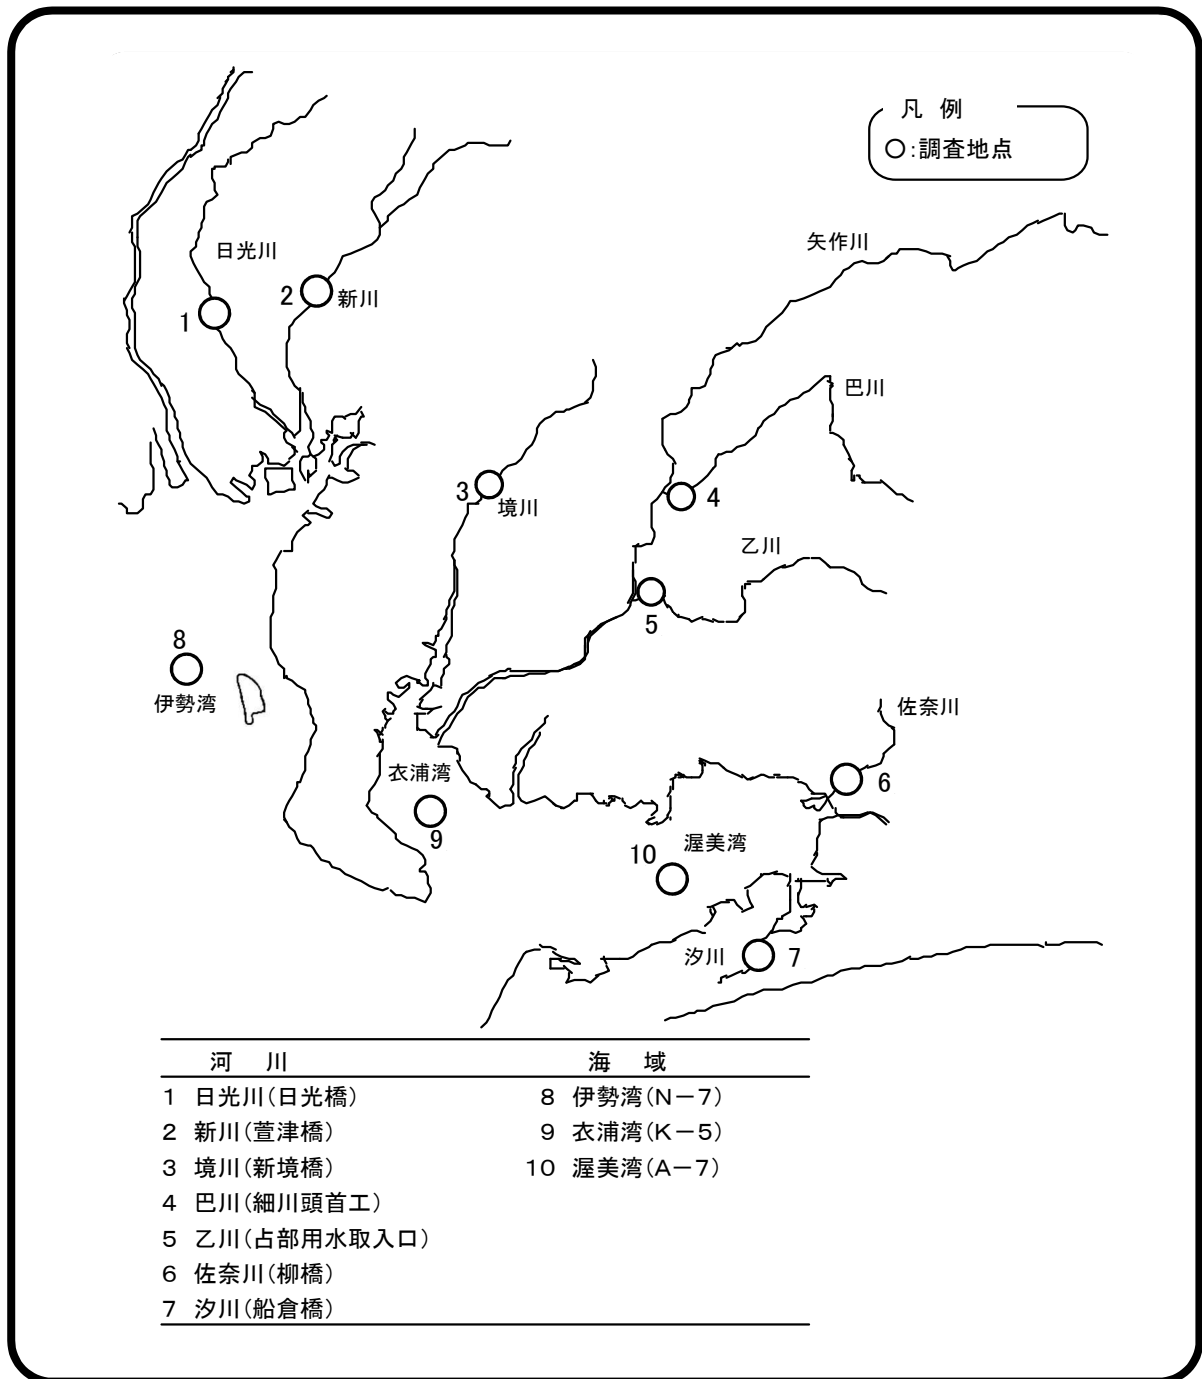 凡 例
○:調査地点
矢作川
日光川
2
新川
1
巴川
3
境川
4
乙川
5
8
伊勢湾
佐奈川
衣浦湾
6
9
渥美湾
10
汐川
7
河 川 海 域
1 日光川(日光橋) 8 伊勢湾(N-7)
2 新川(萱津橋) 9 衣浦湾(K-5)
3 境川(新境橋) 10 渥美湾(A-7)
4 巴川(細川頭首工)
5 乙川(占部用水取入口)
6 佐奈川(柳橋)
7 汐川(船倉橋)